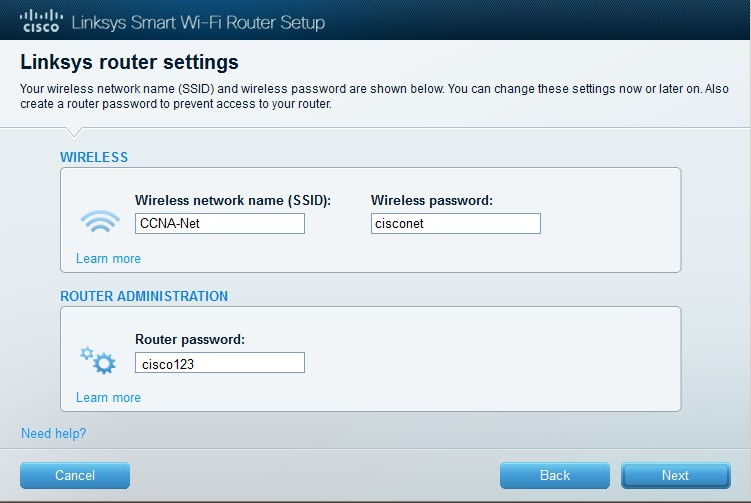 CISCO Linksys Smart Wi-Fi Router Setup
Linksys router settings
Your wireless network name (SSID) and wireless password are shown below. You can change these settings now or later on. Also
create a router password to prevent access to your router.
WIRELESS
Wireless network name (SSID): Wireless password:
CCNA-Net cisconet
Learn more
ROUTER ADMINISTRATION
Router password:
cisco123
Learn more
Need help?
Cancel Back Next